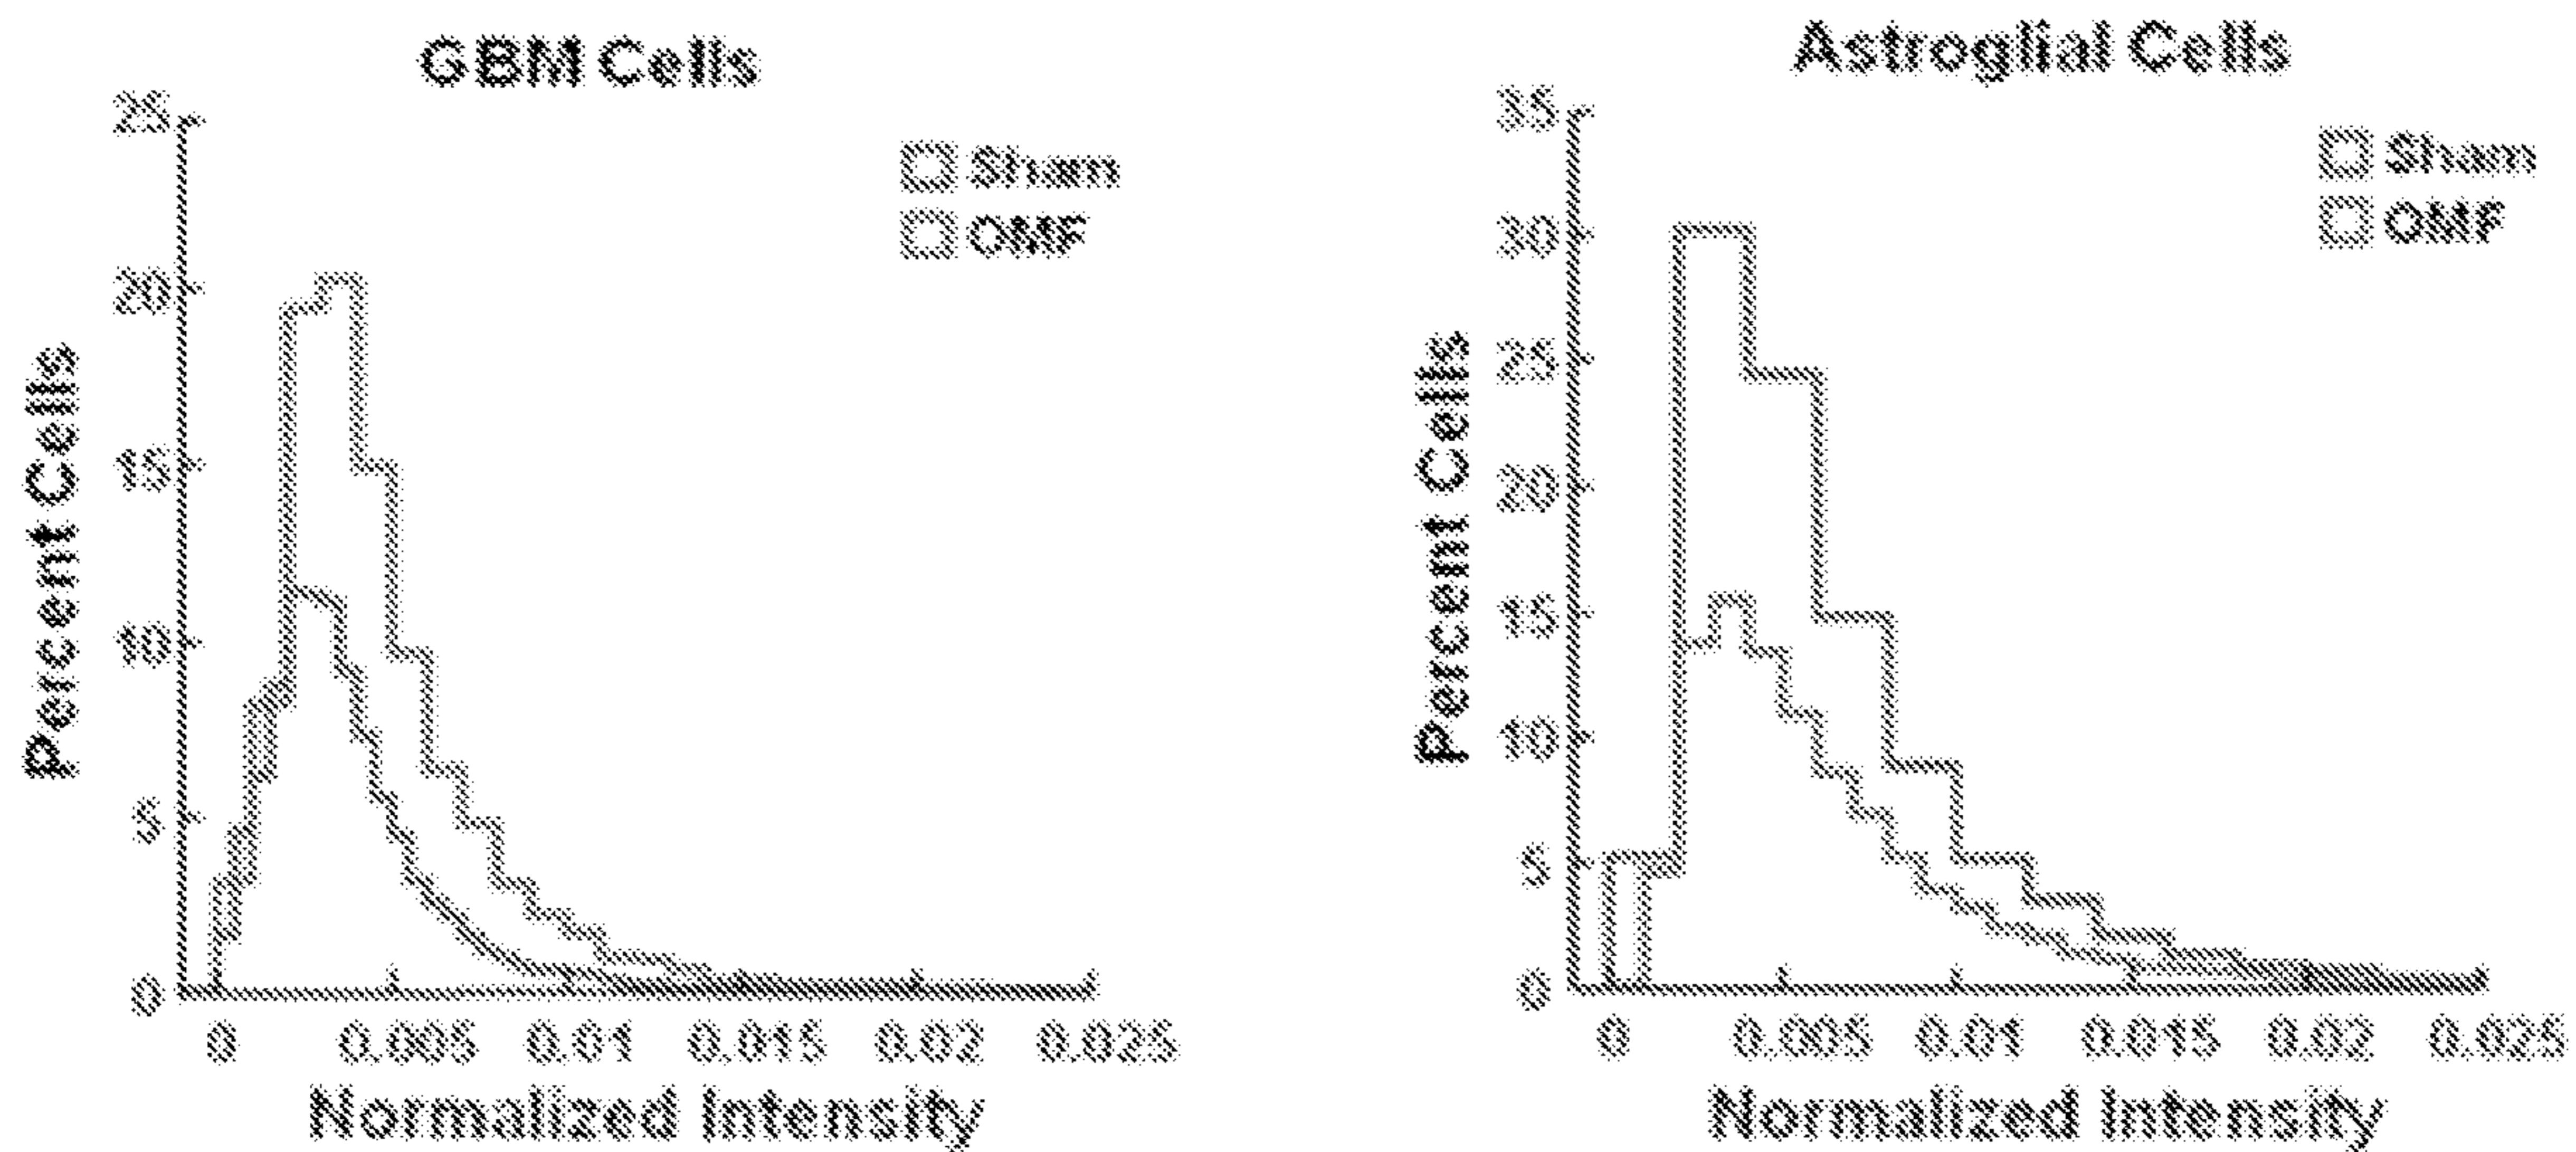 GBM Cells
25
20
15
10
5
0
Percent Cells
Sham
OMF
0 0.005 0.01 0.015 0.02 0.025
Normalized Intensity
Astroglial Cells
35
30
25
20
15
10
5
0
Percent Cells
Sham
OMF
0 0.005 0.01 0.015 0.02 0.025
Normalized Intensity